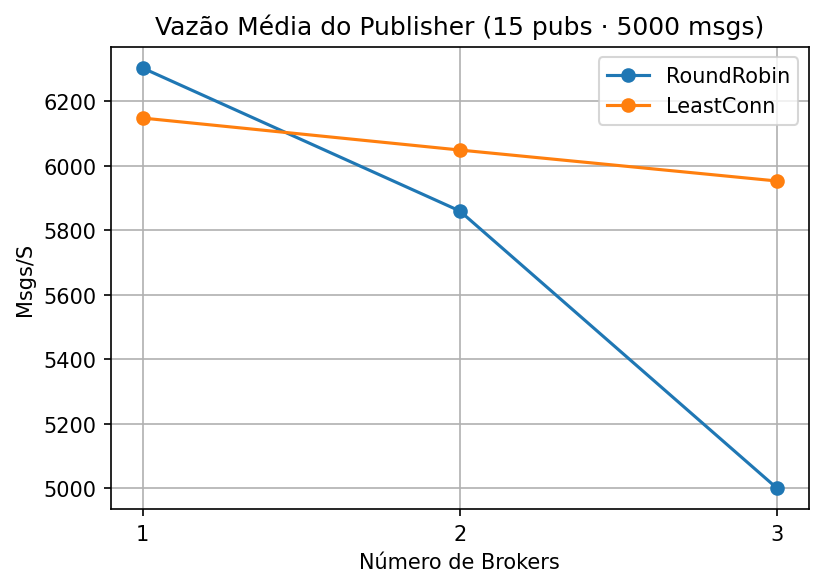 Vazão Média do Publisher (15 pubs · 5000 msgs)
RoundRobin
LeastConn
Msgs/S
6200
6000
5800
5600
5400
5200
5000
1
2
3
Número de Brokers